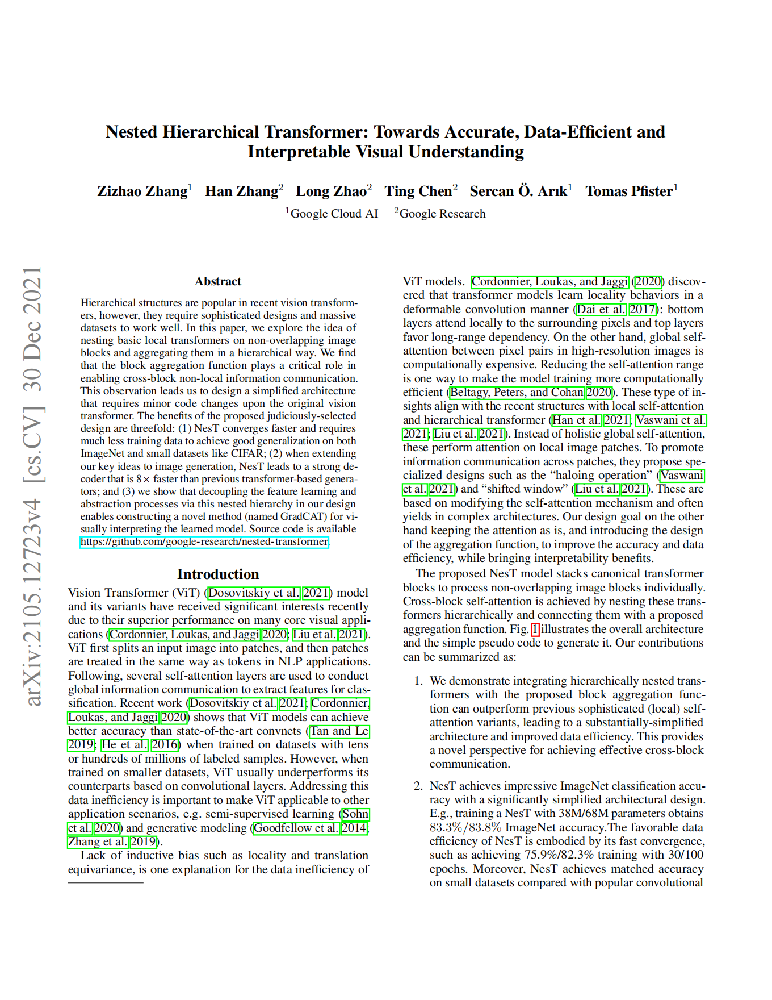 arXiv:2105.12723v4 [cs.CV] 30 Dec 2021
Nested Hierarchical Transformer: Towards Accurate, Data-Efficient and
Interpretable Visual Understanding
Zizhao Zhang¹ Han Zhang² Long Zhao² Ting Chen² Sercan Ö. Arık¹ Tomas Pfister¹
¹Google Cloud AI ²Google Research
Abstract
Hierarchical structures are popular in recent vision transform-
ers, however, they require sophisticated designs and massive
datasets to work well. In this paper, we explore the idea of
nesting basic local transformers on non-overlapping image
blocks and aggregating them in a hierarchical way. We find
that the block aggregation function plays a critical role in
enabling cross-block non-local information communication.
This observation leads us to design a simplified architecture
that requires minor code changes upon the original vision
transformer. The benefits of the proposed judiciously-selected
design are threefold: (1) NesT converges faster and requires
much less training data to achieve good generalization on both
ImageNet and small datasets like CIFAR; (2) when extending
our key ideas to image generation, NesT leads to a strong de-
coder that is 8× faster than previous transformer-based genera-
tors; and (3) we show that decoupling the feature learning and
abstraction processes via this nested hierarchy in our design
enables constructing a novel method (named GradCAT) for vi-
sually interpreting the learned model. Source code is available
https://github.com/google-research/nested-transformer.
Introduction
Vision Transformer (ViT) (Dosovitskiy et al. 2021) model
and its variants have received significant interests recently
due to their superior performance on many core visual appli-
cations (Cordonnier, Loukas, and Jaggi 2020; Liu et al. 2021).
ViT first splits an input image into patches, and then patches
are treated in the same way as tokens in NLP applications.
Following, several self-attention layers are used to conduct
global information communication to extract features for clas-
sification. Recent work (Dosovitskiy et al. 2021; Cordonnier,
Loukas, and Jaggi 2020) shows that ViT models can achieve
better accuracy than state-of-the-art convnets (Tan and Le
2019; He et al. 2016) when trained on datasets with tens
or hundreds of millions of labeled samples. However, when
trained on smaller datasets, ViT usually underperforms its
counterparts based on convolutional layers. Addressing this
data inefficiency is important to make ViT applicable to other
application scenarios, e.g. semi-supervised learning (Sohn
et al. 2020) and generative modeling (Goodfellow et al. 2014;
Zhang et al. 2019).
Lack of inductive bias such as locality and translation
equivariance, is one explanation for the data inefficiency of
ViT models. Cordonnier, Loukas, and Jaggi (2020) discov-
ered that transformer models learn locality behaviors in a
deformable convolution manner (Dai et al. 2017): bottom
layers attend locally to the surrounding pixels and top layers
favor long-range dependency. On the other hand, global self-
attention between pixel pairs in high-resolution images is
computationally expensive. Reducing the self-attention range
is one way to make the model training more computationally
efficient (Beltagy, Peters, and Cohan 2020). These type of in-
sights align with the recent structures with local self-attention
and hierarchical transformer (Han et al. 2021; Vaswani et al.
2021; Liu et al. 2021). Instead of holistic global self-attention,
these perform attention on local image patches. To promote
information communication across patches, they propose spe-
cialized designs such as the “haloing operation” (Vaswani
et al. 2021) and “shifted window” (Liu et al. 2021). These are
based on modifying the self-attention mechanism and often
yields in complex architectures. Our design goal on the other
hand keeping the attention as is, and introducing the design
of the aggregation function, to improve the accuracy and data
efficiency, while bringing interpretability benefits.
The proposed NesT model stacks canonical transformer
blocks to process non-overlapping image blocks individually.
Cross-block self-attention is achieved by nesting these trans-
formers hierarchically and connecting them with a proposed
aggregation function. Fig. 1 illustrates the overall architecture
and the simple pseudo code to generate it. Our contributions
can be summarized as:
1. We demonstrate integrating hierarchically nested trans-
formers with the proposed block aggregation func-
tion can outperform previous sophisticated (local) self-
attention variants, leading to a substantially-simplified
architecture and improved data efficiency. This provides
a novel perspective for achieving effective cross-block
communication.
2. NesT achieves impressive ImageNet classification accu-
racy with a significantly simplified architectural design.
E.g., training a NesT with 38M/68M parameters obtains
83.3%/83.8% ImageNet accuracy.The favorable data
efficiency of NesT is embodied by its fast convergence,
such as achieving 75.9%/82.3% training with 30/100
epochs. Moreover, NesT achieves matched accuracy
on small datasets compared with popular convolutional